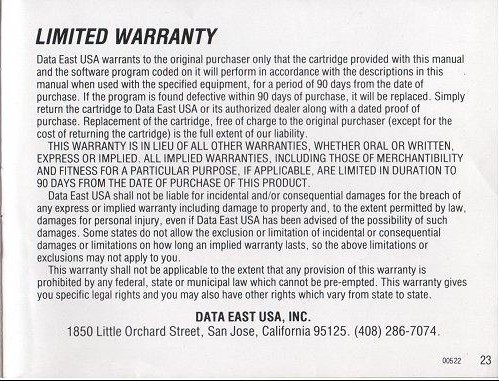 LIMITED WARRANTY
Data East USA warrants to the original purchaser only that the cartridge provided with this manual
and the software program coded on it will perform in accordance with the descriptions in this
manual when used with the specified equipment, for a period of 90 days from the date of
purchase. If the program is found defective within 90 days of purchase, it will be replaced. Simply
return the cartridge to Data East USA or its authorized dealer along with a dated proof of
purchase. Replacement of the cartridge, free of charge to the original purchaser (except for the
cost of returning the cartridge) is the full extent of our liability.
THIS WARRANTY IS IN LIEU OF ALL OTHER WARRANTIES, WHETHER ORAL OR WRITTEN,
EXPRESS OR IMPLIED. ALL IMPLIED WARRANTIES, INCLUDING THOSE OF MERCHANTIBILITY
AND FITNESS FOR A PARTICULAR PURPOSE, IF APPLICABLE, ARE LIMITED IN DURATION TO
90 DAYS FROM THE DATE OF PURCHASE OF THIS PRODUCT.
Data East USA shall not be liable for incidental and/or consequential damages for the breach of
any express or implied warranty including damage to property and, to the extent permitted by law,
damages for personal injury, even if Data East USA has been advised of the possibility of such
damages. Some states do not allow the exclusion or limitation of incidental or consequential
damages or limitations on how long an implied warranty lasts, so the above limitations or
exclusions may not apply to you.
This warranty shall not be applicable to the extent that any provision of this warranty is
prohibited by any federal, state or municipal law which cannot be pre-empted. This warranty gives
you specific legal rights and you may also have other rights which vary from state to state.
DATA EAST USA, INC.
1850 Little Orchard Street, San Jose, California 95125. (408) 286-7074.
00522 23